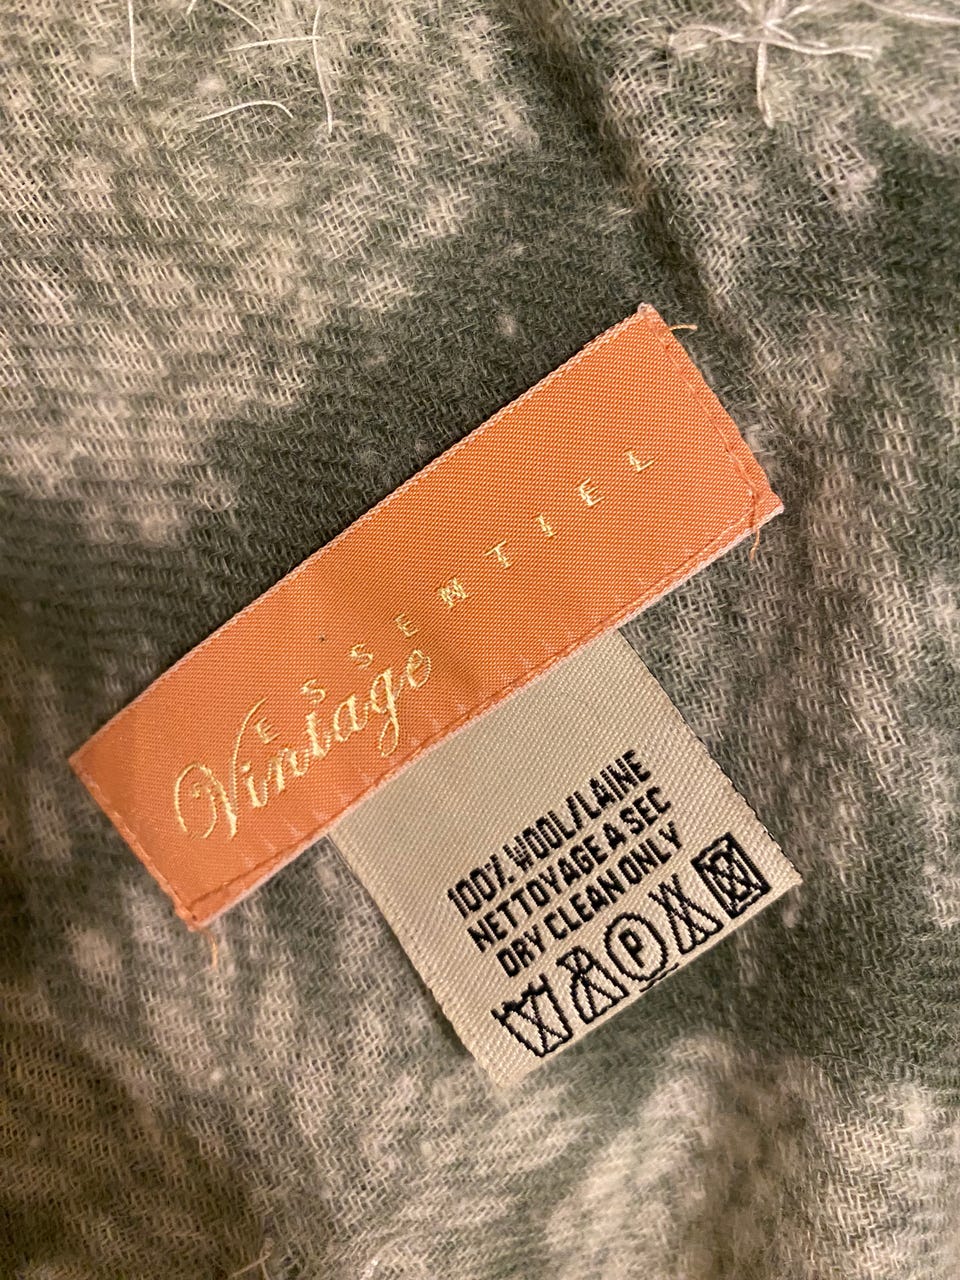 ESSENTIEL
Vintage
100% WOOL/LAINE
NETTOYAGE A SEC
DRY CLEAN ONLY
P